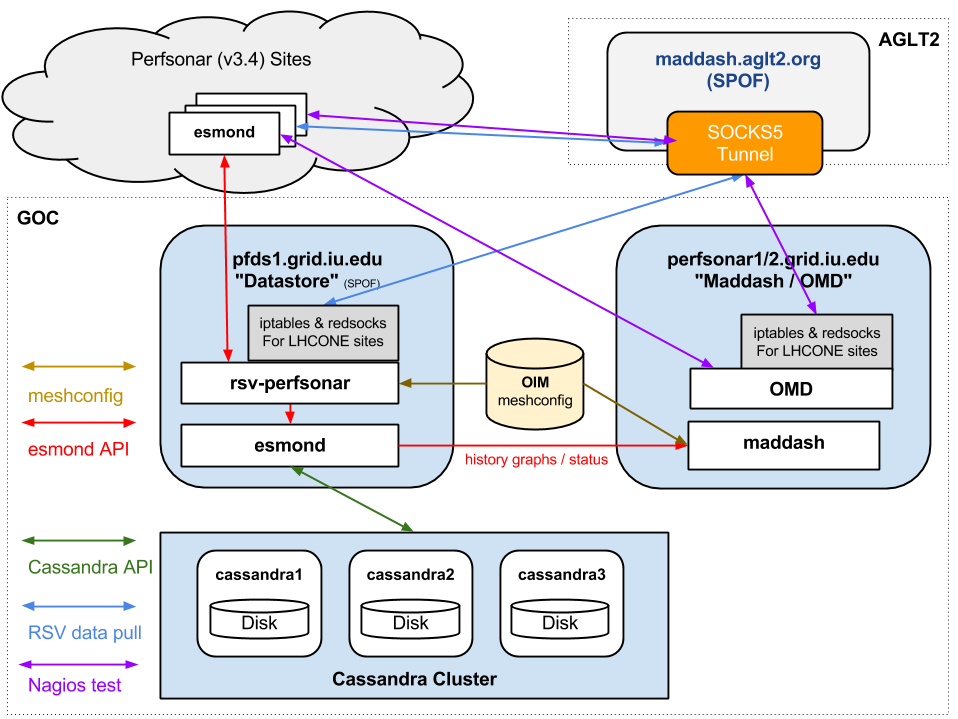 Perfsonar (v3.4) Sites
esmond
AGLT2
maddash.aglt2.org
(SPOF)
SOCKS5
Tunnel
GOC
pfds1.grid.iu.edu
"Datastore" (SPOF)
iptables & redsocks
For LHCONE sites
rsv-perfsonar
esmond
OIM
meshconfig
perfsonar1/2.grid.iu.edu
"Maddash / OMD"
iptables & redsocks
For LHCONE sites
OMD
maddash
history graphs / status
meshconfig
esmond API
Cassandra API
RSV data pull
Nagios test
cassandra1
Disk
cassandra2
Disk
cassandra3
Disk
Cassandra Cluster